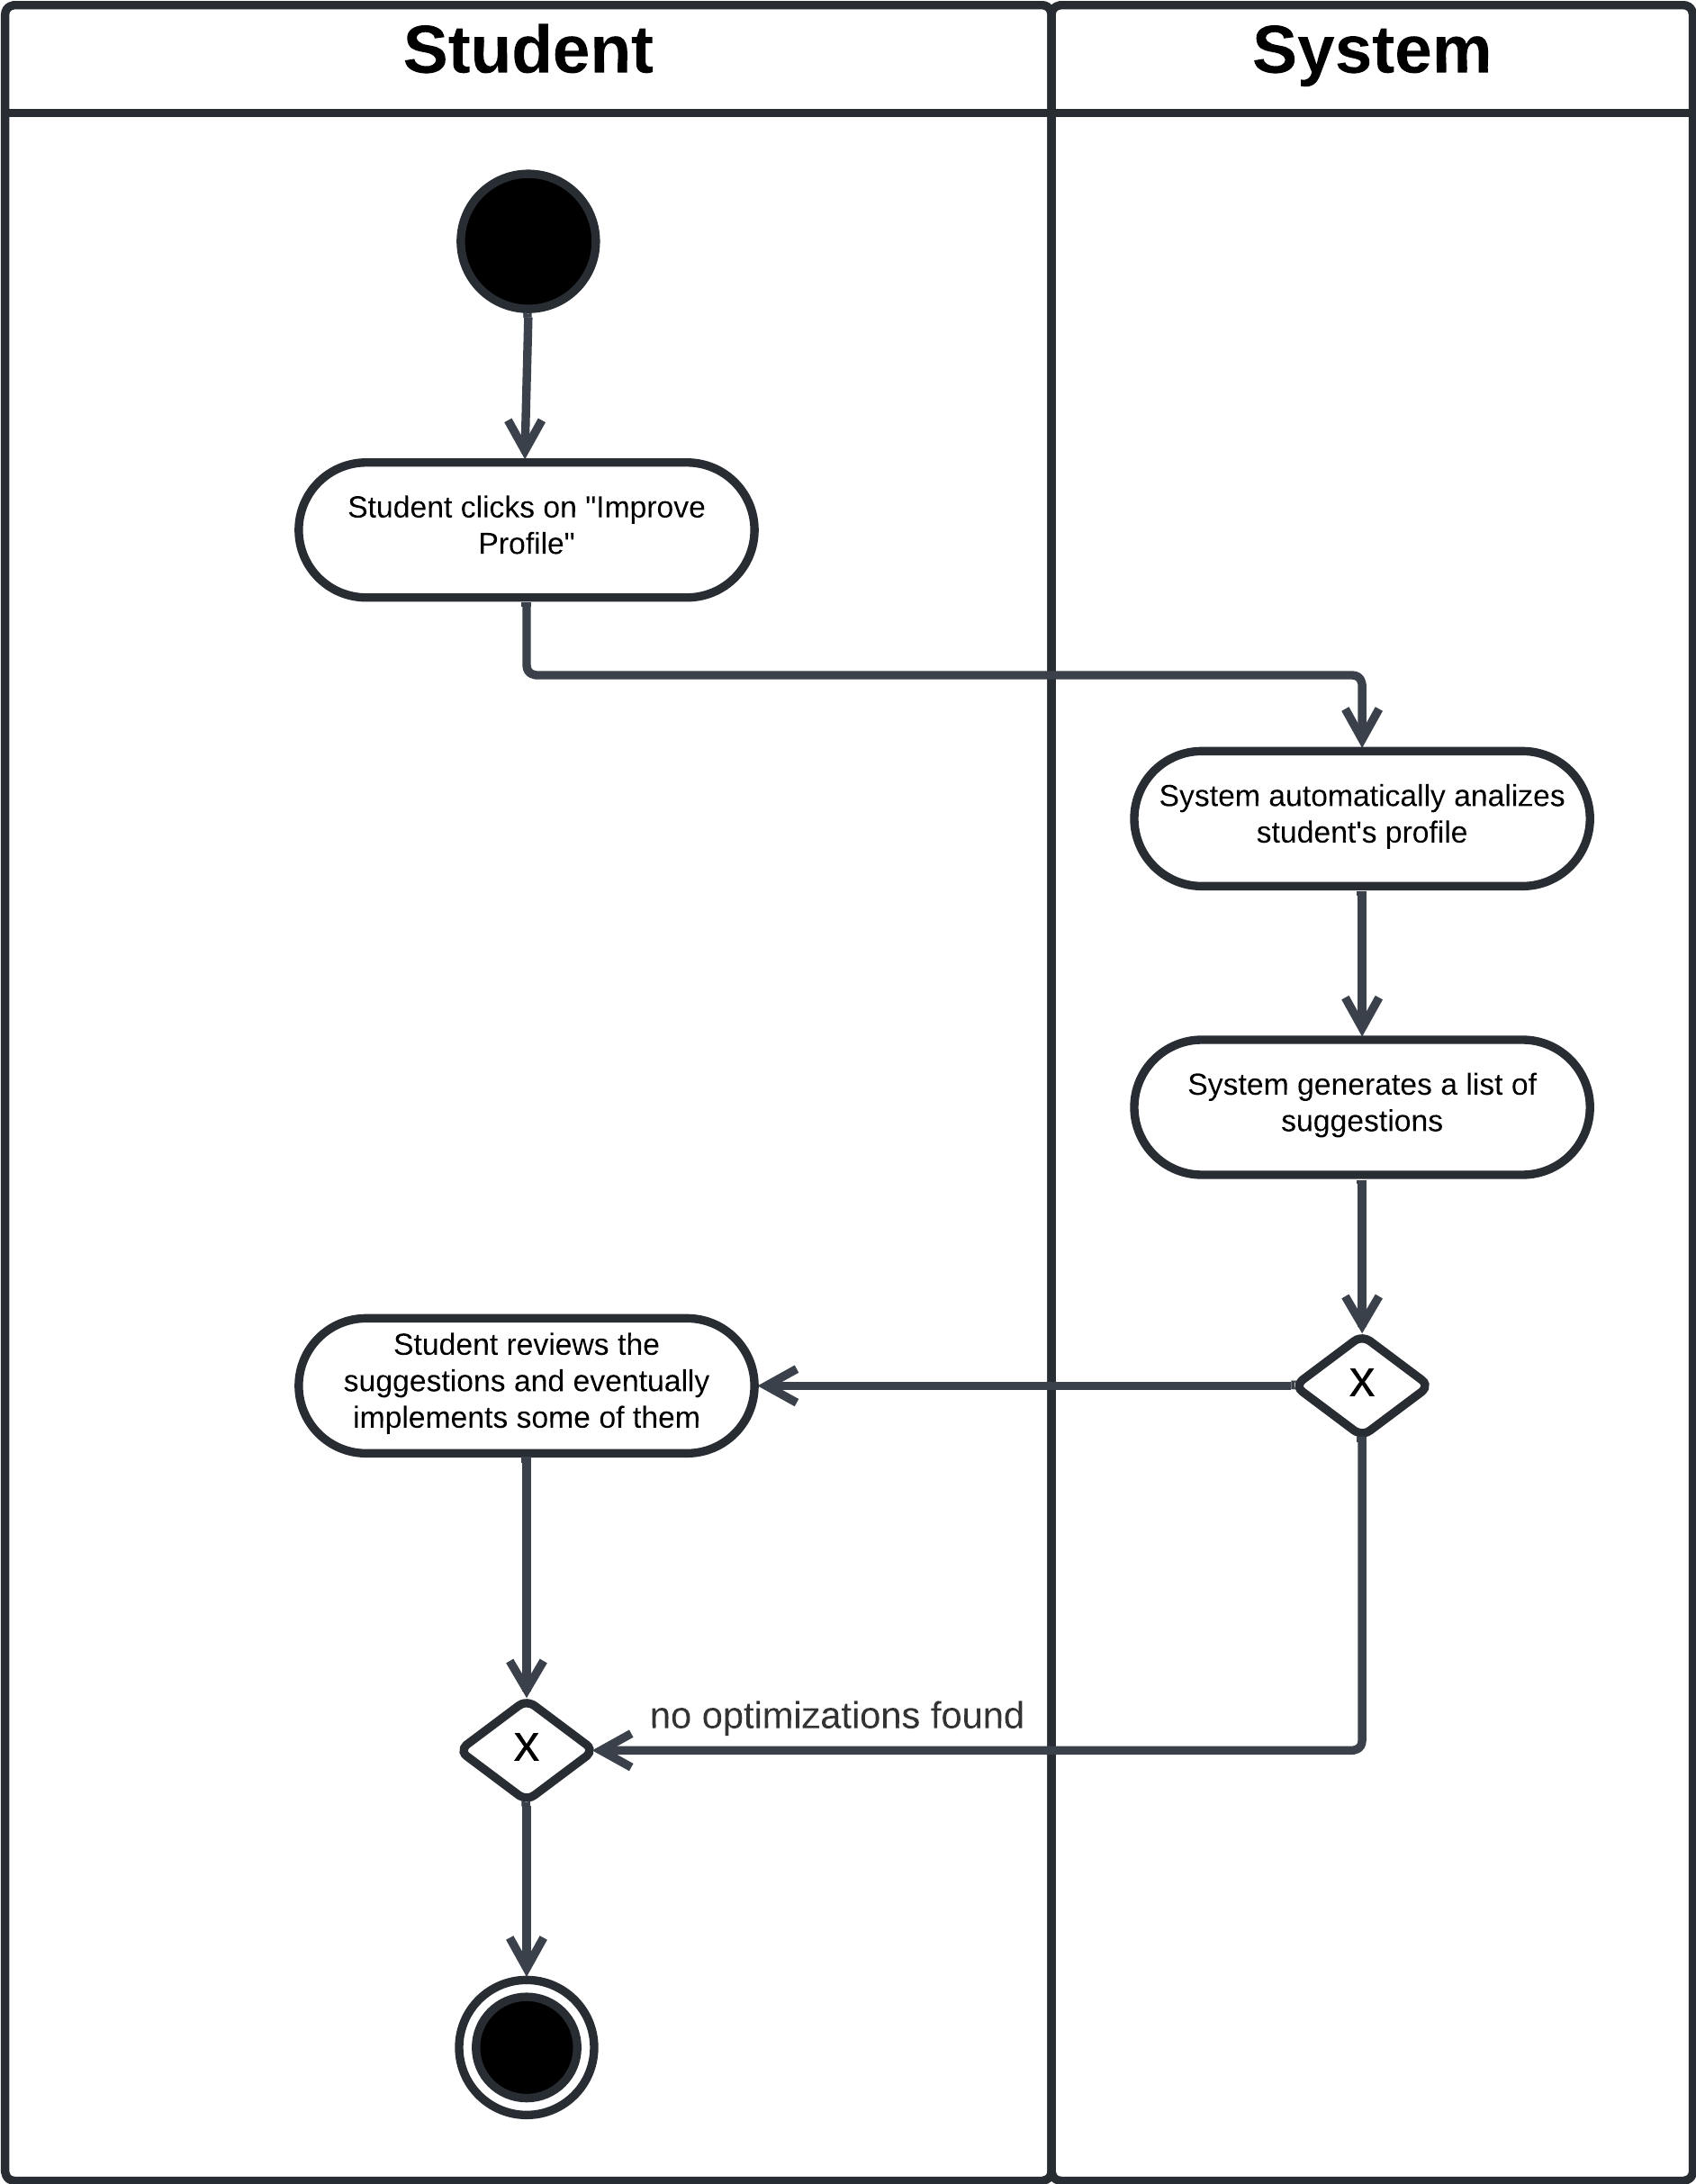 Student
System
Student clicks on "Improve
Profile"
System automatically analizes
student's profile
System generates a list of
suggestions
Student reviews the
suggestions and eventually
implements some of them
X
no optimizations found
X